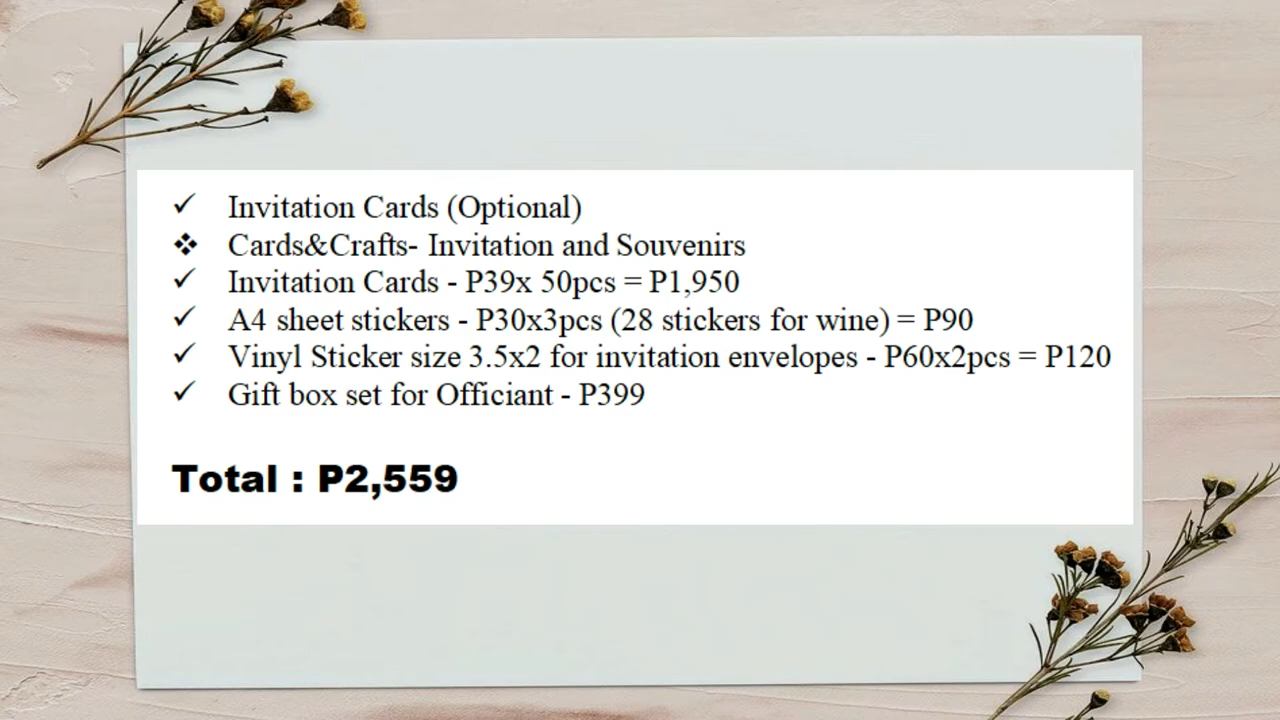 ✓ Invitation Cards (Optional)
❖ Cards&Crafts- Invitation and Souvenirs
✓ Invitation Cards - P39x 50pcs = P1,950
✓ A4 sheet stickers - P30x3pcs (28 stickers for wine) = P90
✓ Vinyl Sticker size 3.5x2 for invitation envelopes - P60x2pcs = P120
✓ Gift box set for Officiant - P399
Total : P2,559